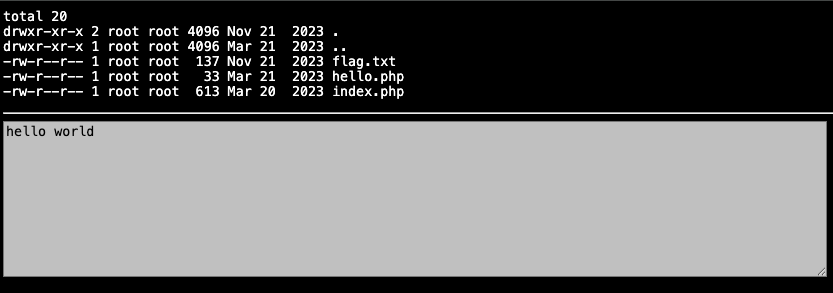 total 20
drwxr-xr-x 2 root root 4096 Nov 21  2023 .
drwxr-xr-x 1 root root 4096 Mar 21  2023 ..
-rw-r--r-- 1 root root  137 Nov 21  2023 flag.txt
-rw-r--r-- 1 root root   33 Mar 21  2023 hello.php
-rw-r--r-- 1 root root  613 Mar 20  2023 index.php
hello world